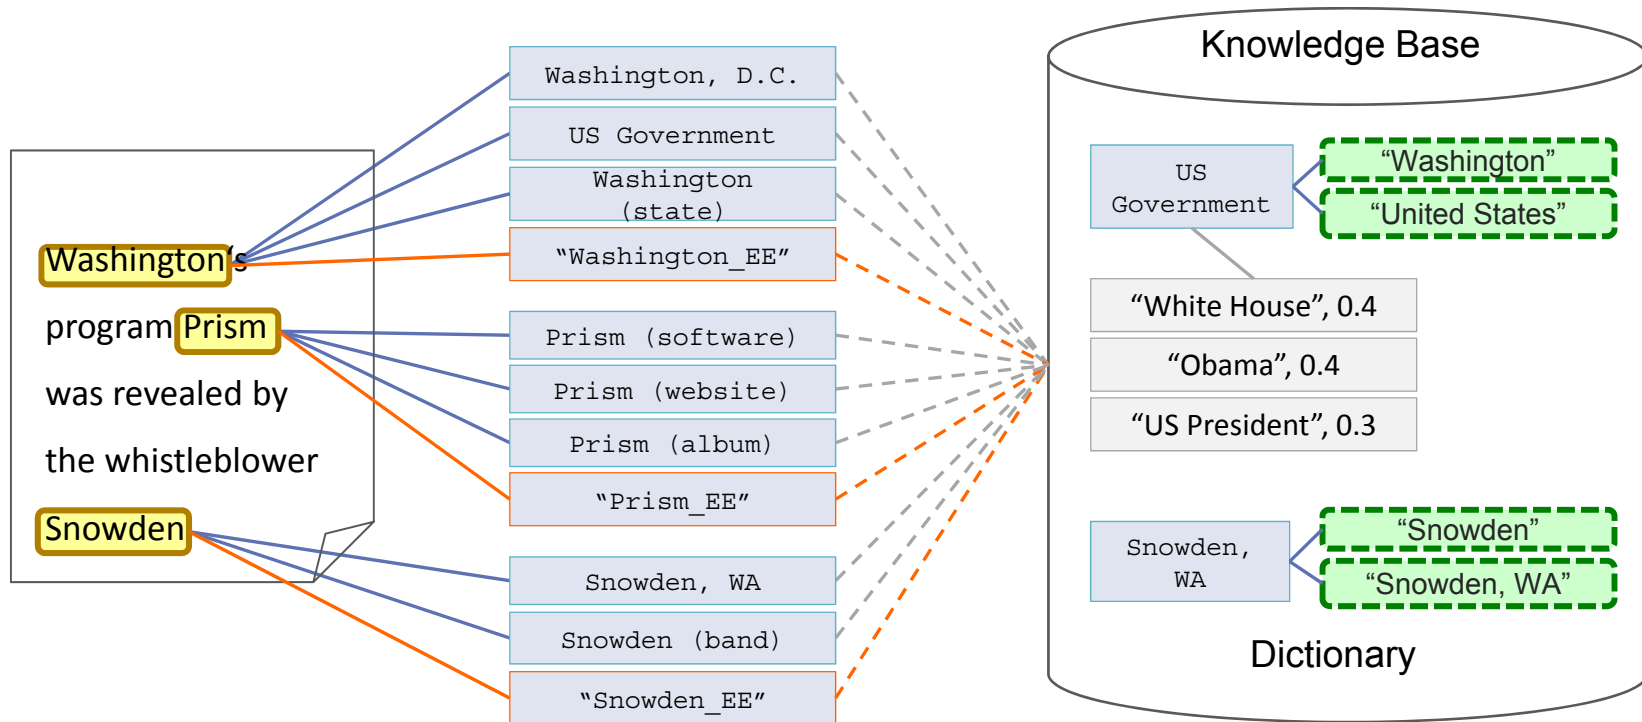 Washington‘s
program Prism
was revealed by
the whistleblower
Snowden
Washington, D.C.
US Government
Washington
(state)
“Washington_EE”
Prism (software)
Prism (website)
Prism (album)
“Prism_EE”
Snowden, WA
Snowden (band)
“Snowden_EE”
Knowledge Base
US
Government
“Washington”
“United States”
“White House”, 0.4
“Obama”, 0.4
“US President”, 0.3
Snowden,
WA
“Snowden”
“Snowden, WA”
Dictionary